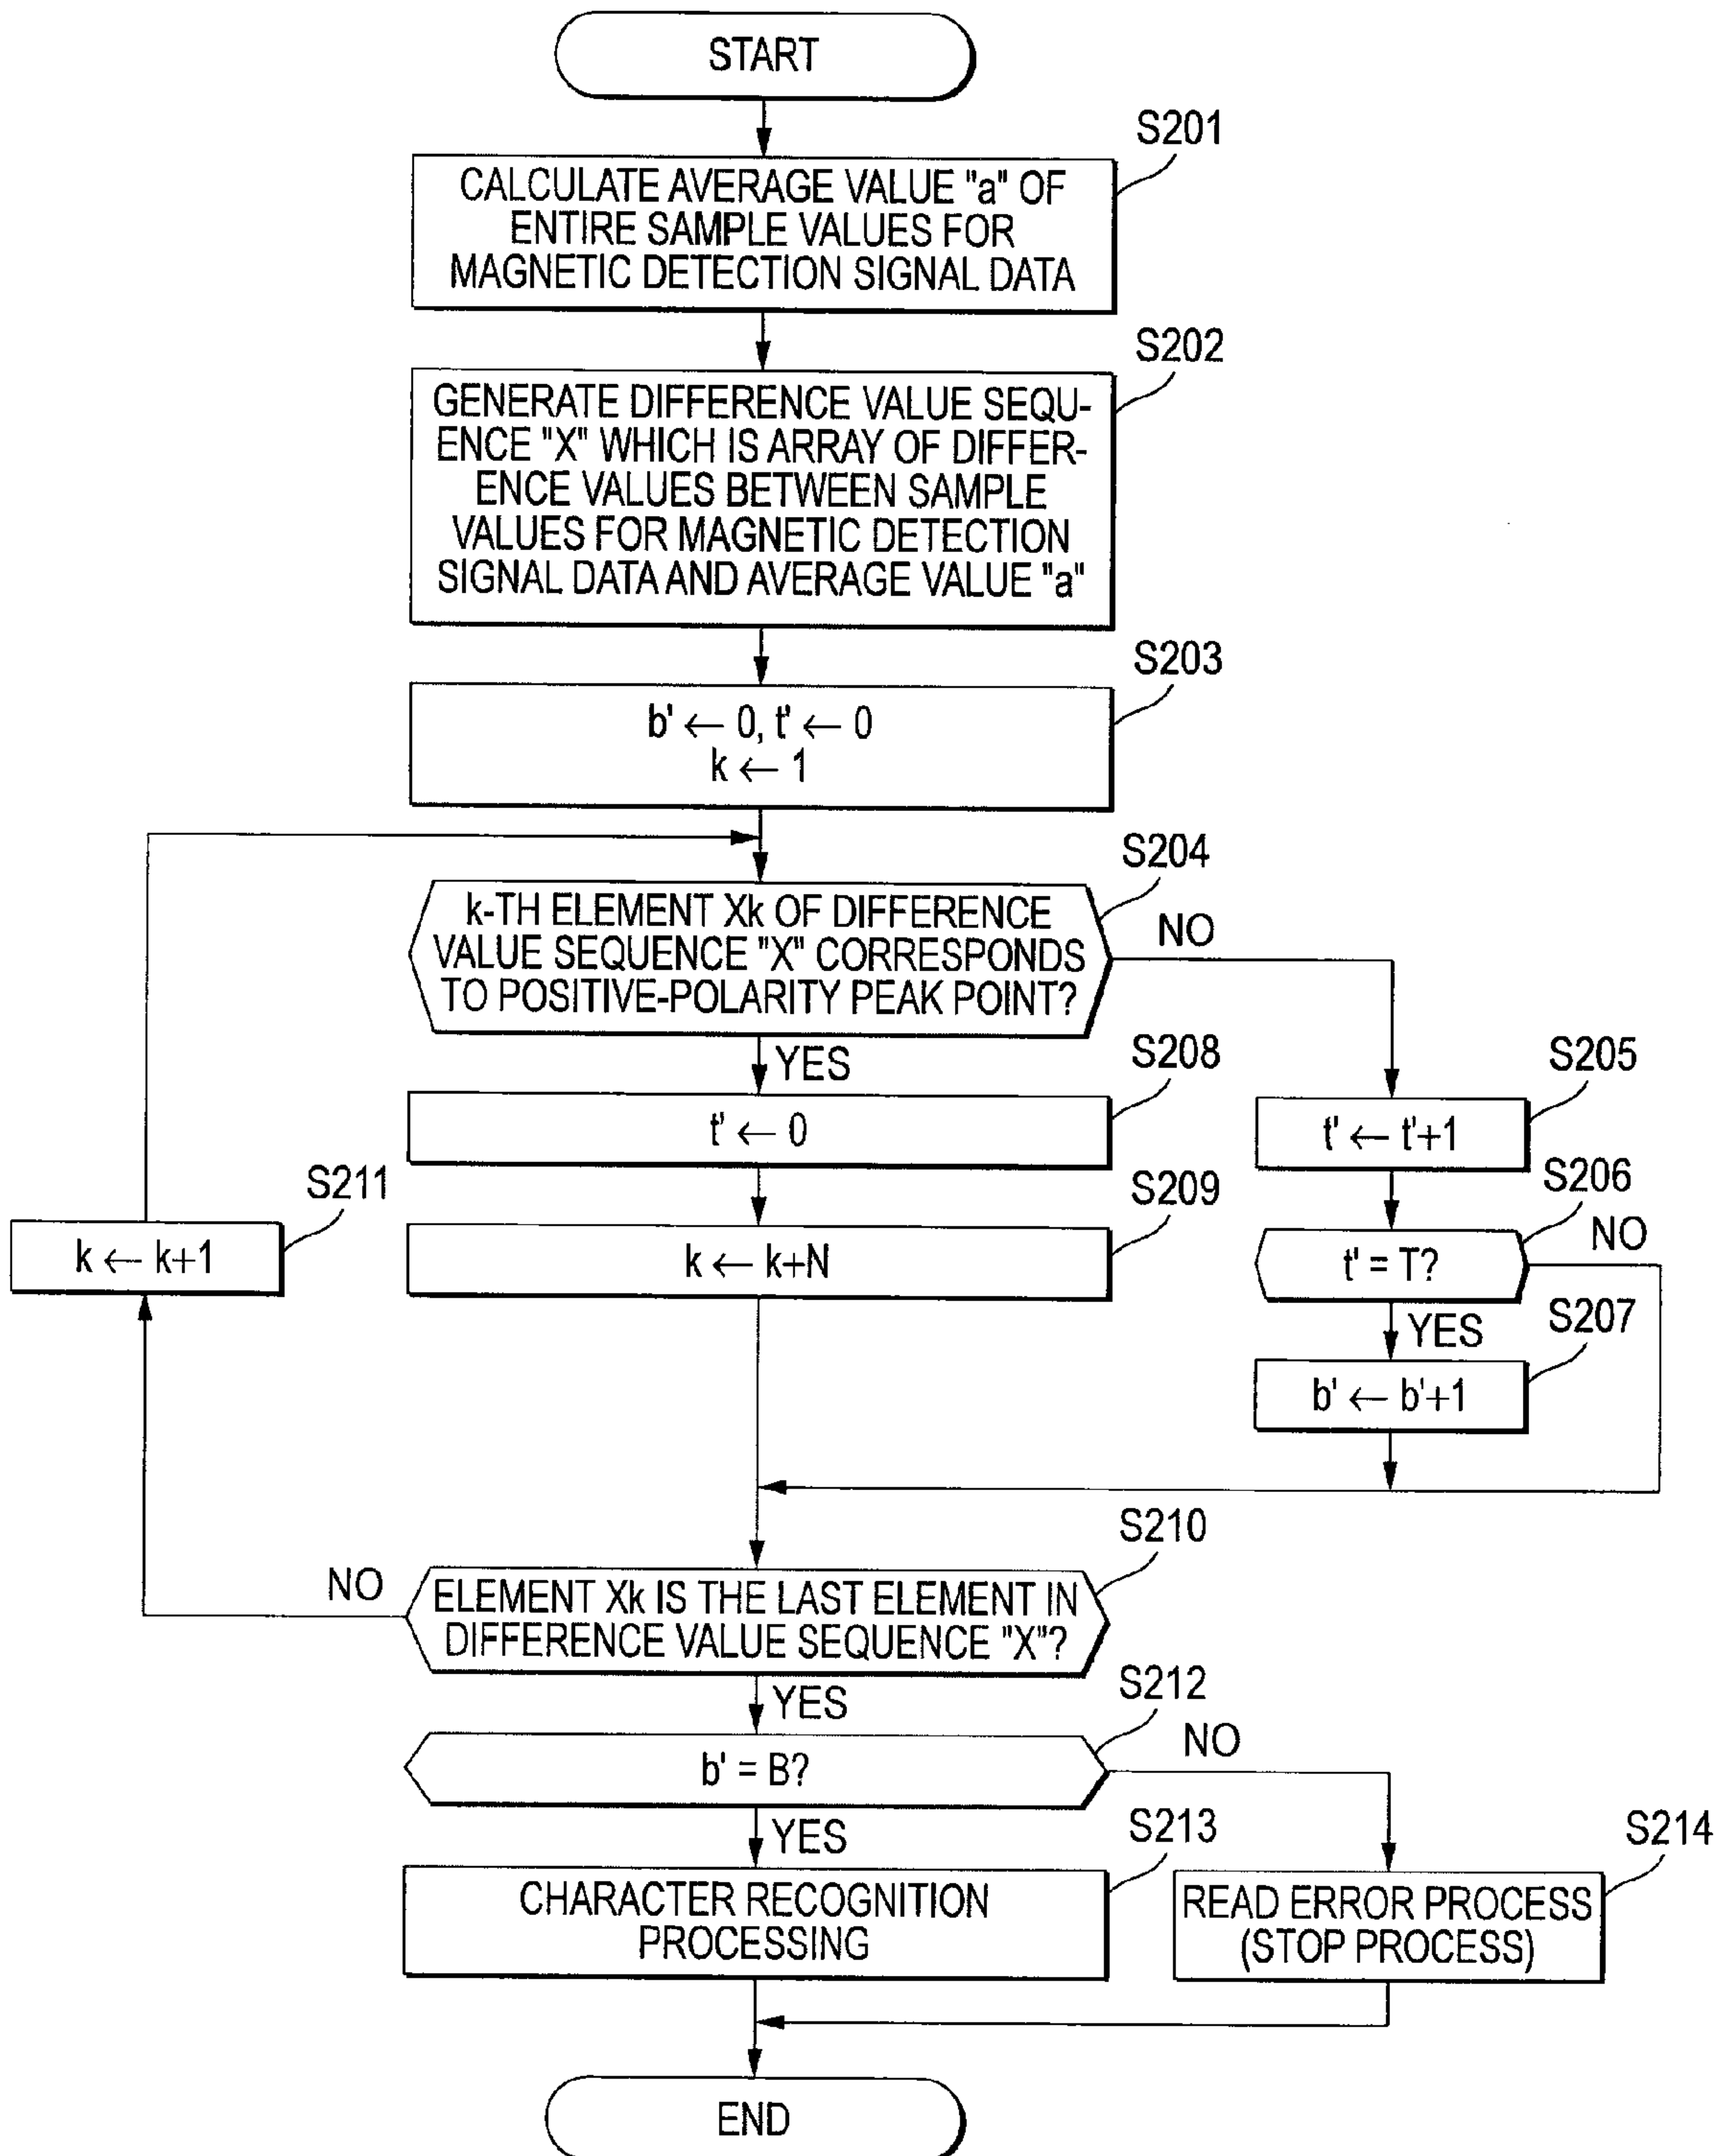 START
S201
CALCULATE AVERAGE VALUE "a" OF
ENTIRE SAMPLE VALUES FOR
MAGNETIC DETECTION SIGNAL DATA
S202
GENERATE DIFFERENCE VALUE SEQU-
ENCE "X" WHICH IS ARRAY OF DIFFER-
ENCE VALUES BETWEEN SAMPLE
VALUES FOR MAGNETIC DETECTION
SIGNAL DATA AND AVERAGE VALUE "a"
S203
b' ← 0, t' ← 0
k ← 1
S204
k-TH ELEMENT Xk OF DIFFERENCE
VALUE SEQUENCE "X" CORRESPONDS
TO POSITIVE-POLARITY PEAK POINT?
NO
YES
S208
t' ← 0
S205
t' ← t'+1
S211
k ← k+1
S209
k ← k+N
S206
t' = T?
NO
YES
S207
b' ← b'+1
S210
NO
ELEMENT Xk IS THE LAST ELEMENT IN
DIFFERENCE VALUE SEQUENCE "X"?
YES
S212
b' = B?
NO
YES
S213
CHARACTER RECOGNITION
PROCESSING
S214
READ ERROR PROCESS
(STOP PROCESS)
END